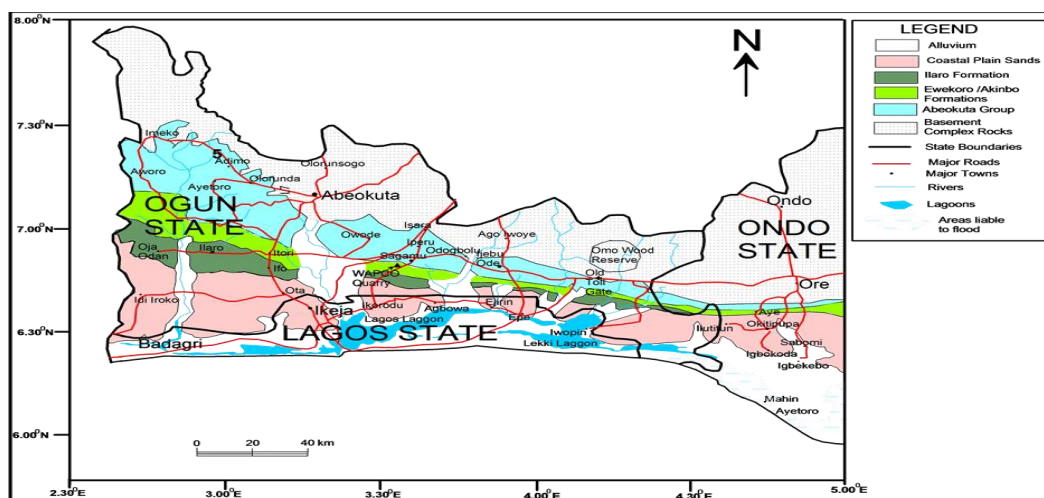 8.00°N
7.30°N
7.00°N
6.30°N
6.00°N
2.30°E
3.00°E
3.30°E
4.00°E
4.30°E
5.00°E
N
Imeko
5
Adimo
Olorunsogo
Aworo
Olorunda
Ayetoro
Abeokuta
OGUN
STATE
Isara
Ago Iwoye
Owode
Iperu
Odogbolu
Omo Wood
Reserve
Oja
Odan
Ilaro
Itori
Sagamu
Ijebu
Ode
Ifo
WAPCO
Quarry
Old
Toll
Gate
Ondo
ONDO
STATE
Ore
Idi Iroko
Ota
Ikeja
Ikorodu
Agbowa
Ejirin
Epe
Lagos Laggon
LAGOS STATE
Badagri
Iwopin
Lekki Laggon
Aye
Ilutitun
Okitipupa
Sabomi
Igbokoda
Igbekebo
Mahin
Ayetoro
0 20 40 km
LEGEND
Alluvium
Coastal Plain Sands
Ilaro Formation
Ewekoro /Akinbo
Formations
Abeokuta Group
Basement
Complex Rocks
State Boundaries
Major Roads
Major Towns
Rivers
Lagoons
Areas liable
to flood